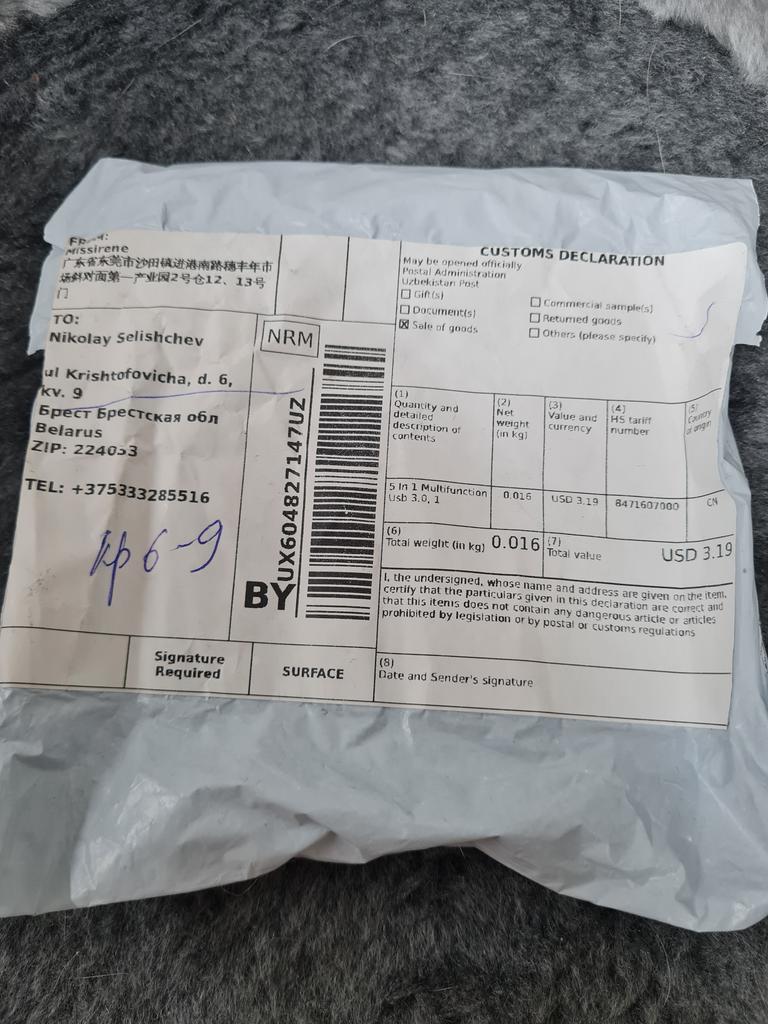 From:
Missirene
广东省东莞市沙田镇进港南路穗丰年市
场斜对面第一产业园2号仓12、13号
门
TO:
Nikolay Selishchev
ul Krishtofovicha, d. 6,
kv. 9
Брест Брестская обл
Belarus
ZIP: 224053
TEL: +375333285516
кр 6-9
NRM
BY
UX604827147UZ
Signature
Required
SURFACE
CUSTOMS DECLARATION
May be opened officially
Postal Administration
Uzbekistan Post
Gift(s)
Document(s)
Sale of goods
Commercial sample(s)
Returned goods
Others (please specify)
(1)
Quantity and
detailed
description of
contents
(2)
Net
weight
(in kg)
(3)
Value and
currency
(4)
HS tariff
number
(5)
Country
of origin
5 In 1 Multifunction
Usb 3.0, 1
0.016
USD 3.19
8471607000
CN
(6)
Total weight (in kg) 0.016
(7)
Total value USD 3.19
I, the undersigned, whose name and address are given on the item,
certify that the particulars given in this declaration are correct and
that this items does not contain any dangerous article or articles
prohibited by legislation or by postal or customs regulations
(8)
Date and Sender's signature